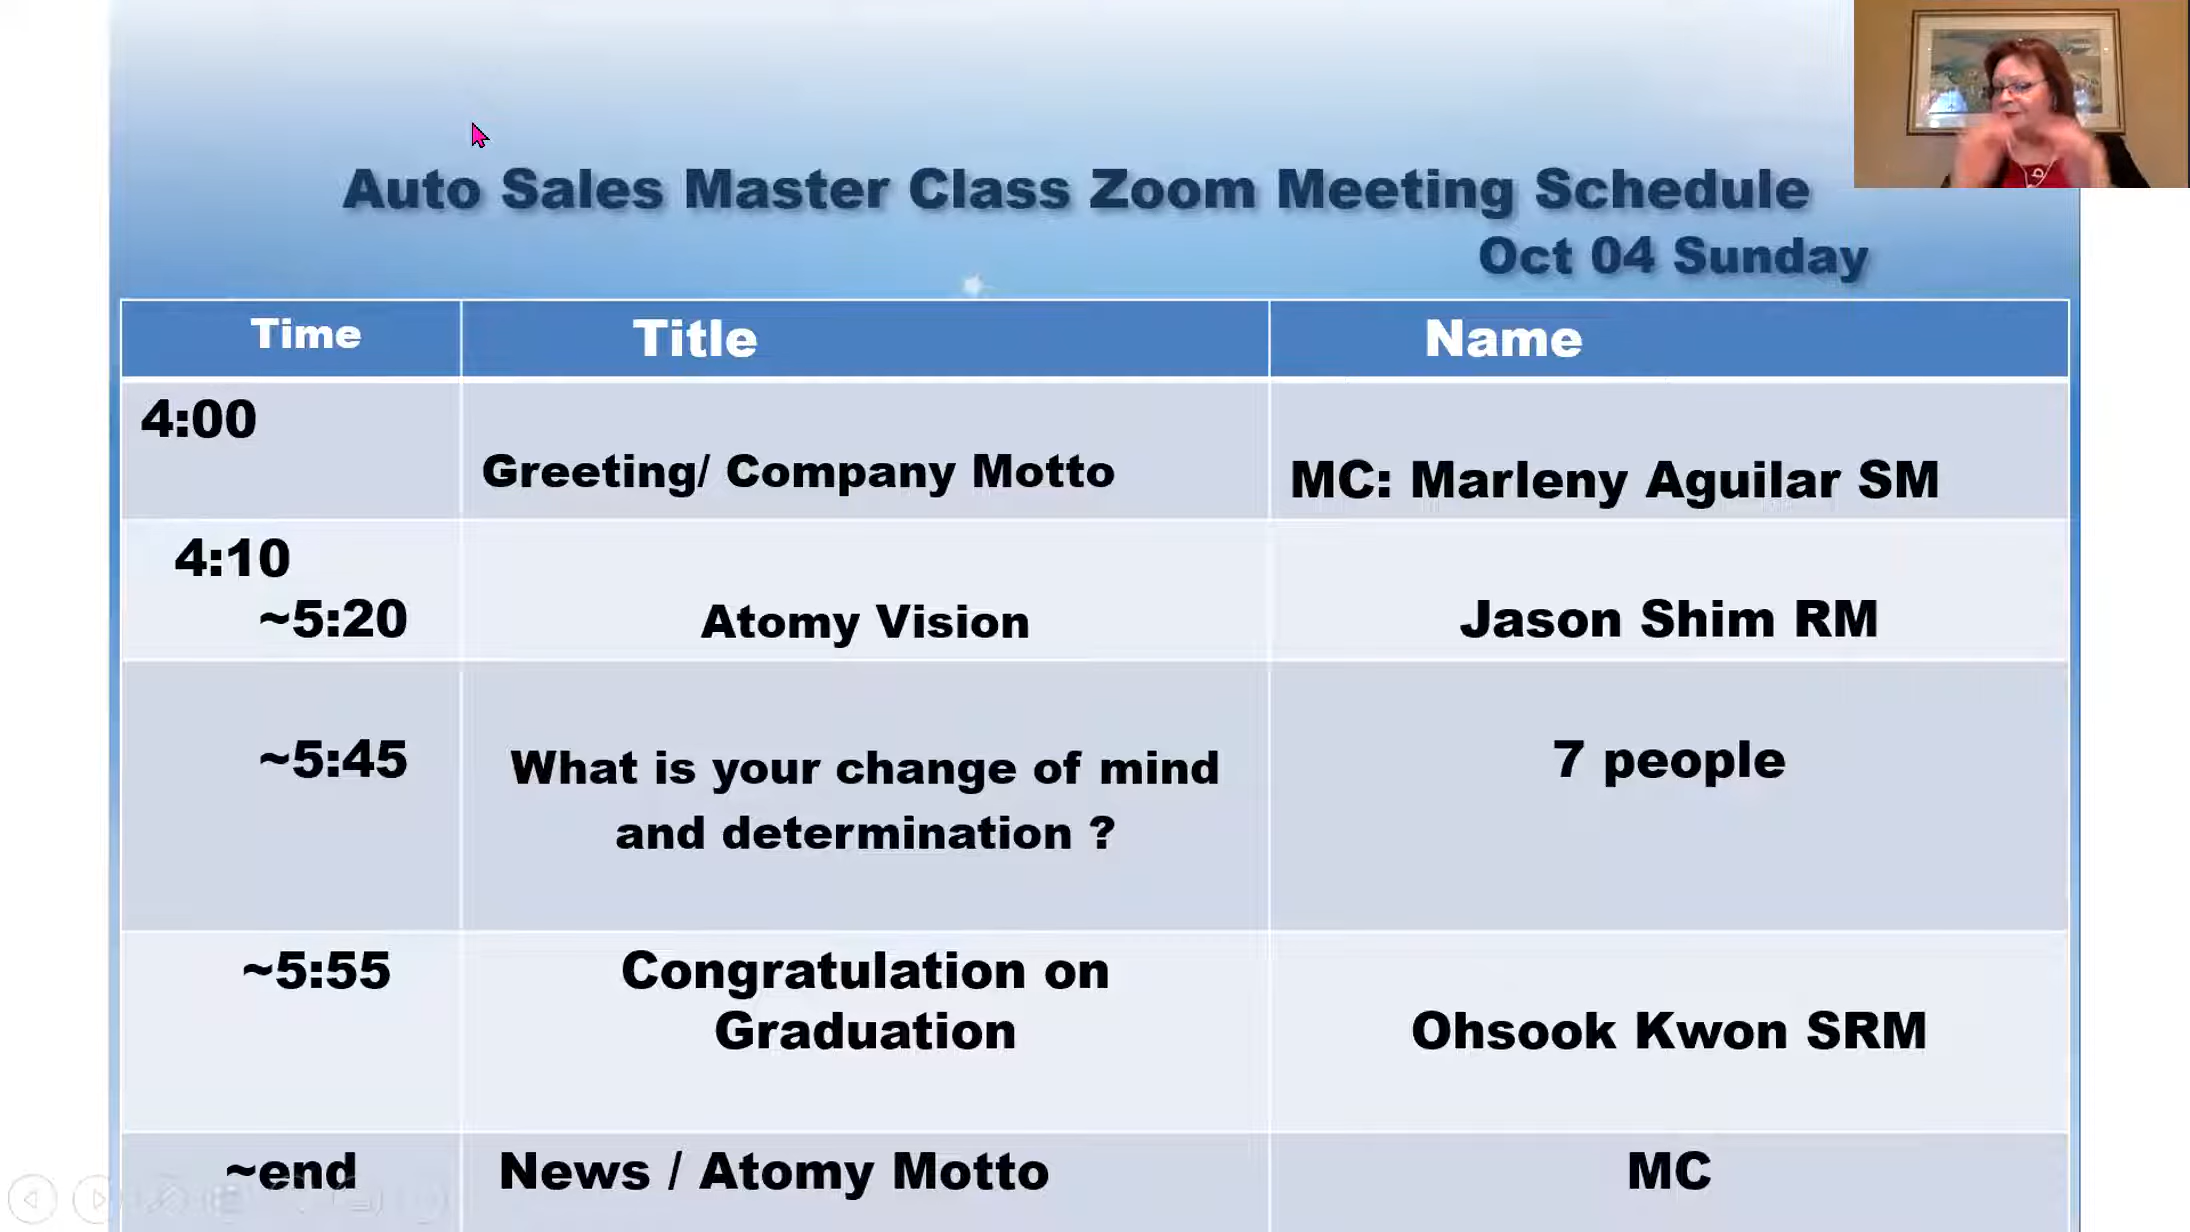 Auto Sales Master Class Zoom Meeting Schedule
Oct 04 Sunday
Time Title Name
4:00
Greeting/ Company Motto MC: Marleny Aguilar SM
4:10
~5:20 Atomy Vision Jason Shim RM
~5:45 What is your change of mind 7 people
and determination ?
~5:55 Congratulation on
Graduation Ohsook Kwon SRM
~end News / Atomy Motto MC